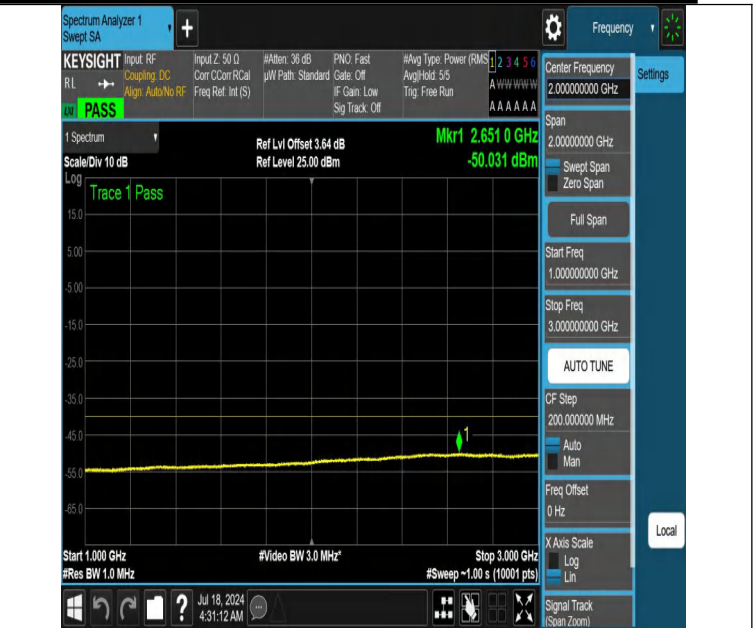 Spectrum Analyzer 1
Swept SA
+
Frequency
KEYSIGHT
RL
PASS
Input: RF
Coupling: DC
Align: Auto/No RF
Input Z: 50 Ω
Corr CCorr RCal
Freq Ref: Int (S)
#Atten: 36 dB
µW Path: Standard
PNO: Fast
Gate: Off
IF Gain: Low
Sig Track: Off
#Avg Type: Power (RMS
Avg|Hold: 5/5
Trig: Free Run
1 2 3 4 5 6
A W W W W W
A A A A A A
1 Spectrum
Scale/Div 10 dB
Ref Lvl Offset 3.64 dB
Ref Level 25.00 dBm
Mkr1 2.651 0 GHz
-50.031 dBm
Log
Trace 1 Pass
15.0
5.00
-5.00
-15.0
-25.0
-35.0
-45.0
-55.0
-65.0
1
Start 1.000 GHz
#Res BW 1.0 MHz
#Video BW 3.0 MHz*
Stop 3.000 GHz
#Sweep ~1.00 s (10001 pts)
?
Jul 18, 2024
4:31:12 AM
Center Frequency
2.000000000 GHz
Span
2.00000000 GHz
Swept Span
Zero Span
Full Span
Start Freq
1.000000000 GHz
Stop Freq
3.000000000 GHz
AUTO TUNE
CF Step
200.000000 MHz
Auto
Man
Freq Offset
0 Hz
X Axis Scale
Log
Lin
Signal Track
(Span Zoom)
Settings
Local